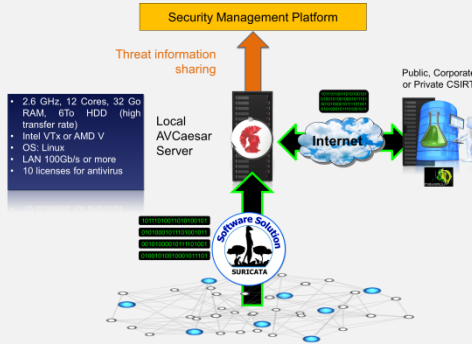 Security Management Platform
Threat information
sharing
• 2.6 GHz, 12 Cores, 32 Go
RAM, 6To HDD (high
transfer rate)
• Intel VTx or AMD V
• OS: Linux
• LAN 100Gb/s or more
• 10 licenses for antivirus
Local
AVCaesar
Server
Internet
Public, Corporate
or Private CSIRT
Software Solution
SURICATA